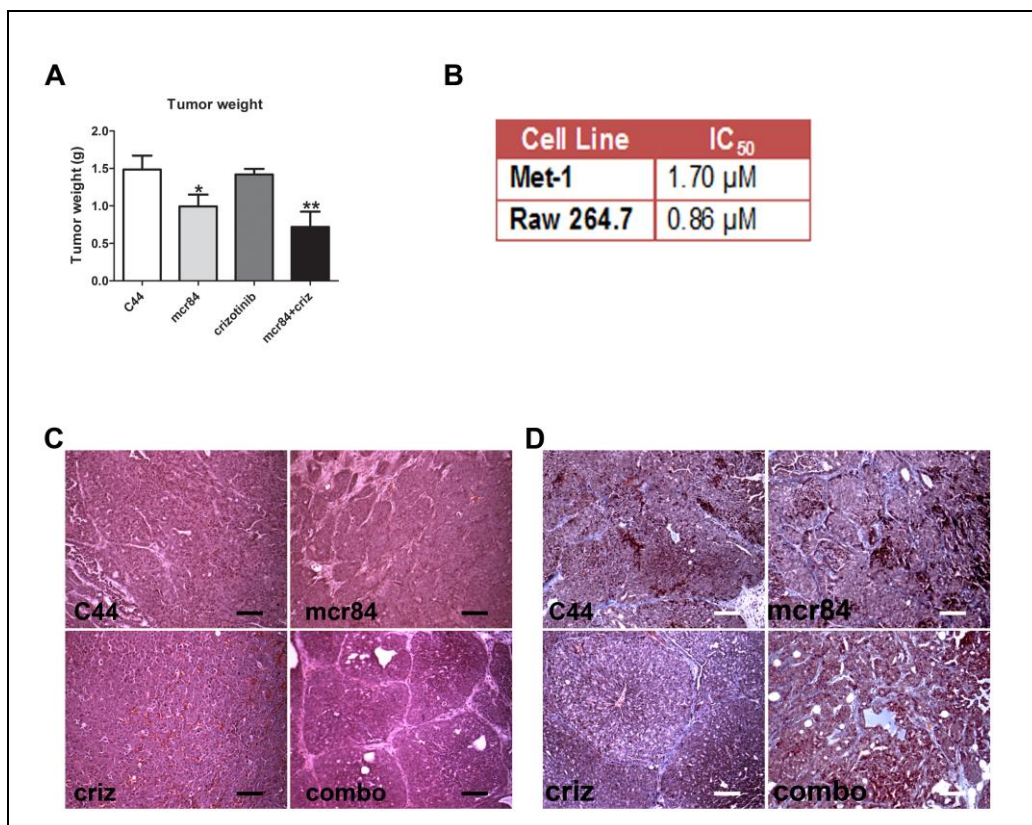 A
Tumor weight
Tumor weight (g)
2.0
1.5
1.0
0.5
0.0
*
**
C44
mcr84
crizotinib
mcr84+criz
B
Cell Line IC50
Met-1 1.70 µM
Raw 264.7 0.86 µM
C
C44
mcr84
criz
combo
D
C44
mcr84
criz
combo